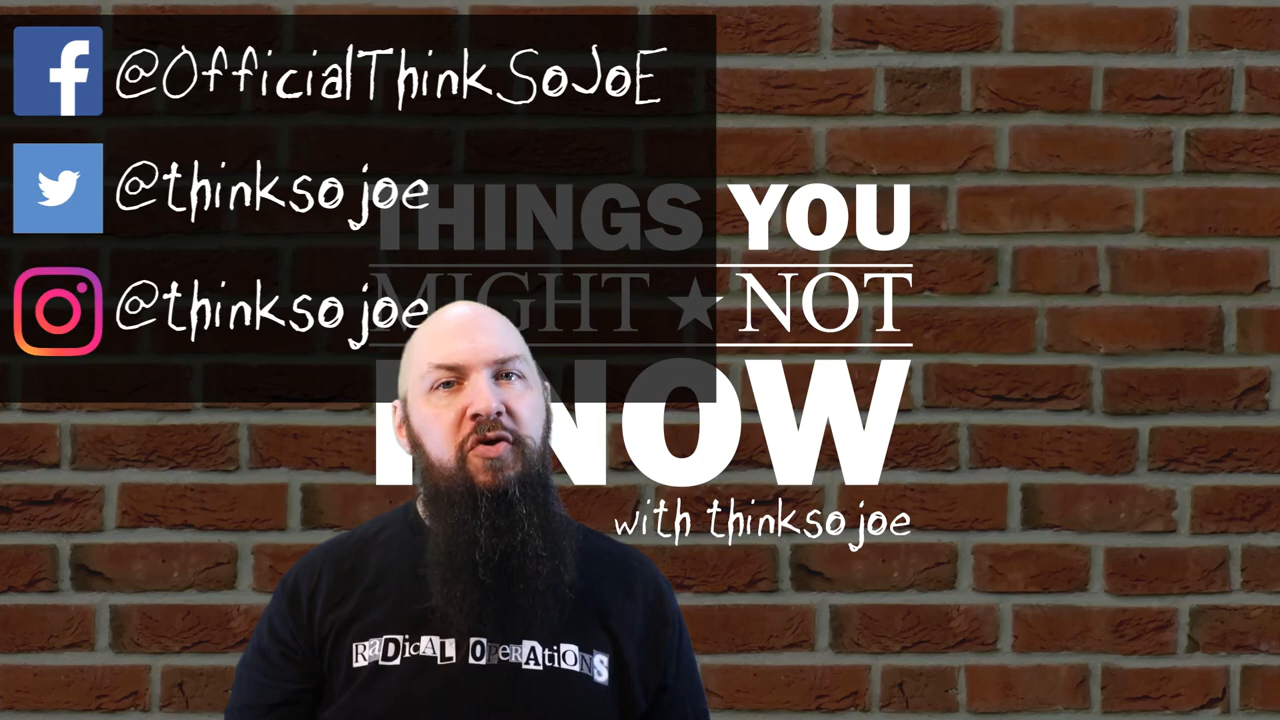 @OfficialThinkSoJoE
@thinksojoe
@thinksojoe
THINGS YOU
MIGHT ★ NOT
KNOW
with thinksojoe
RaDicAL OPerAtiONS